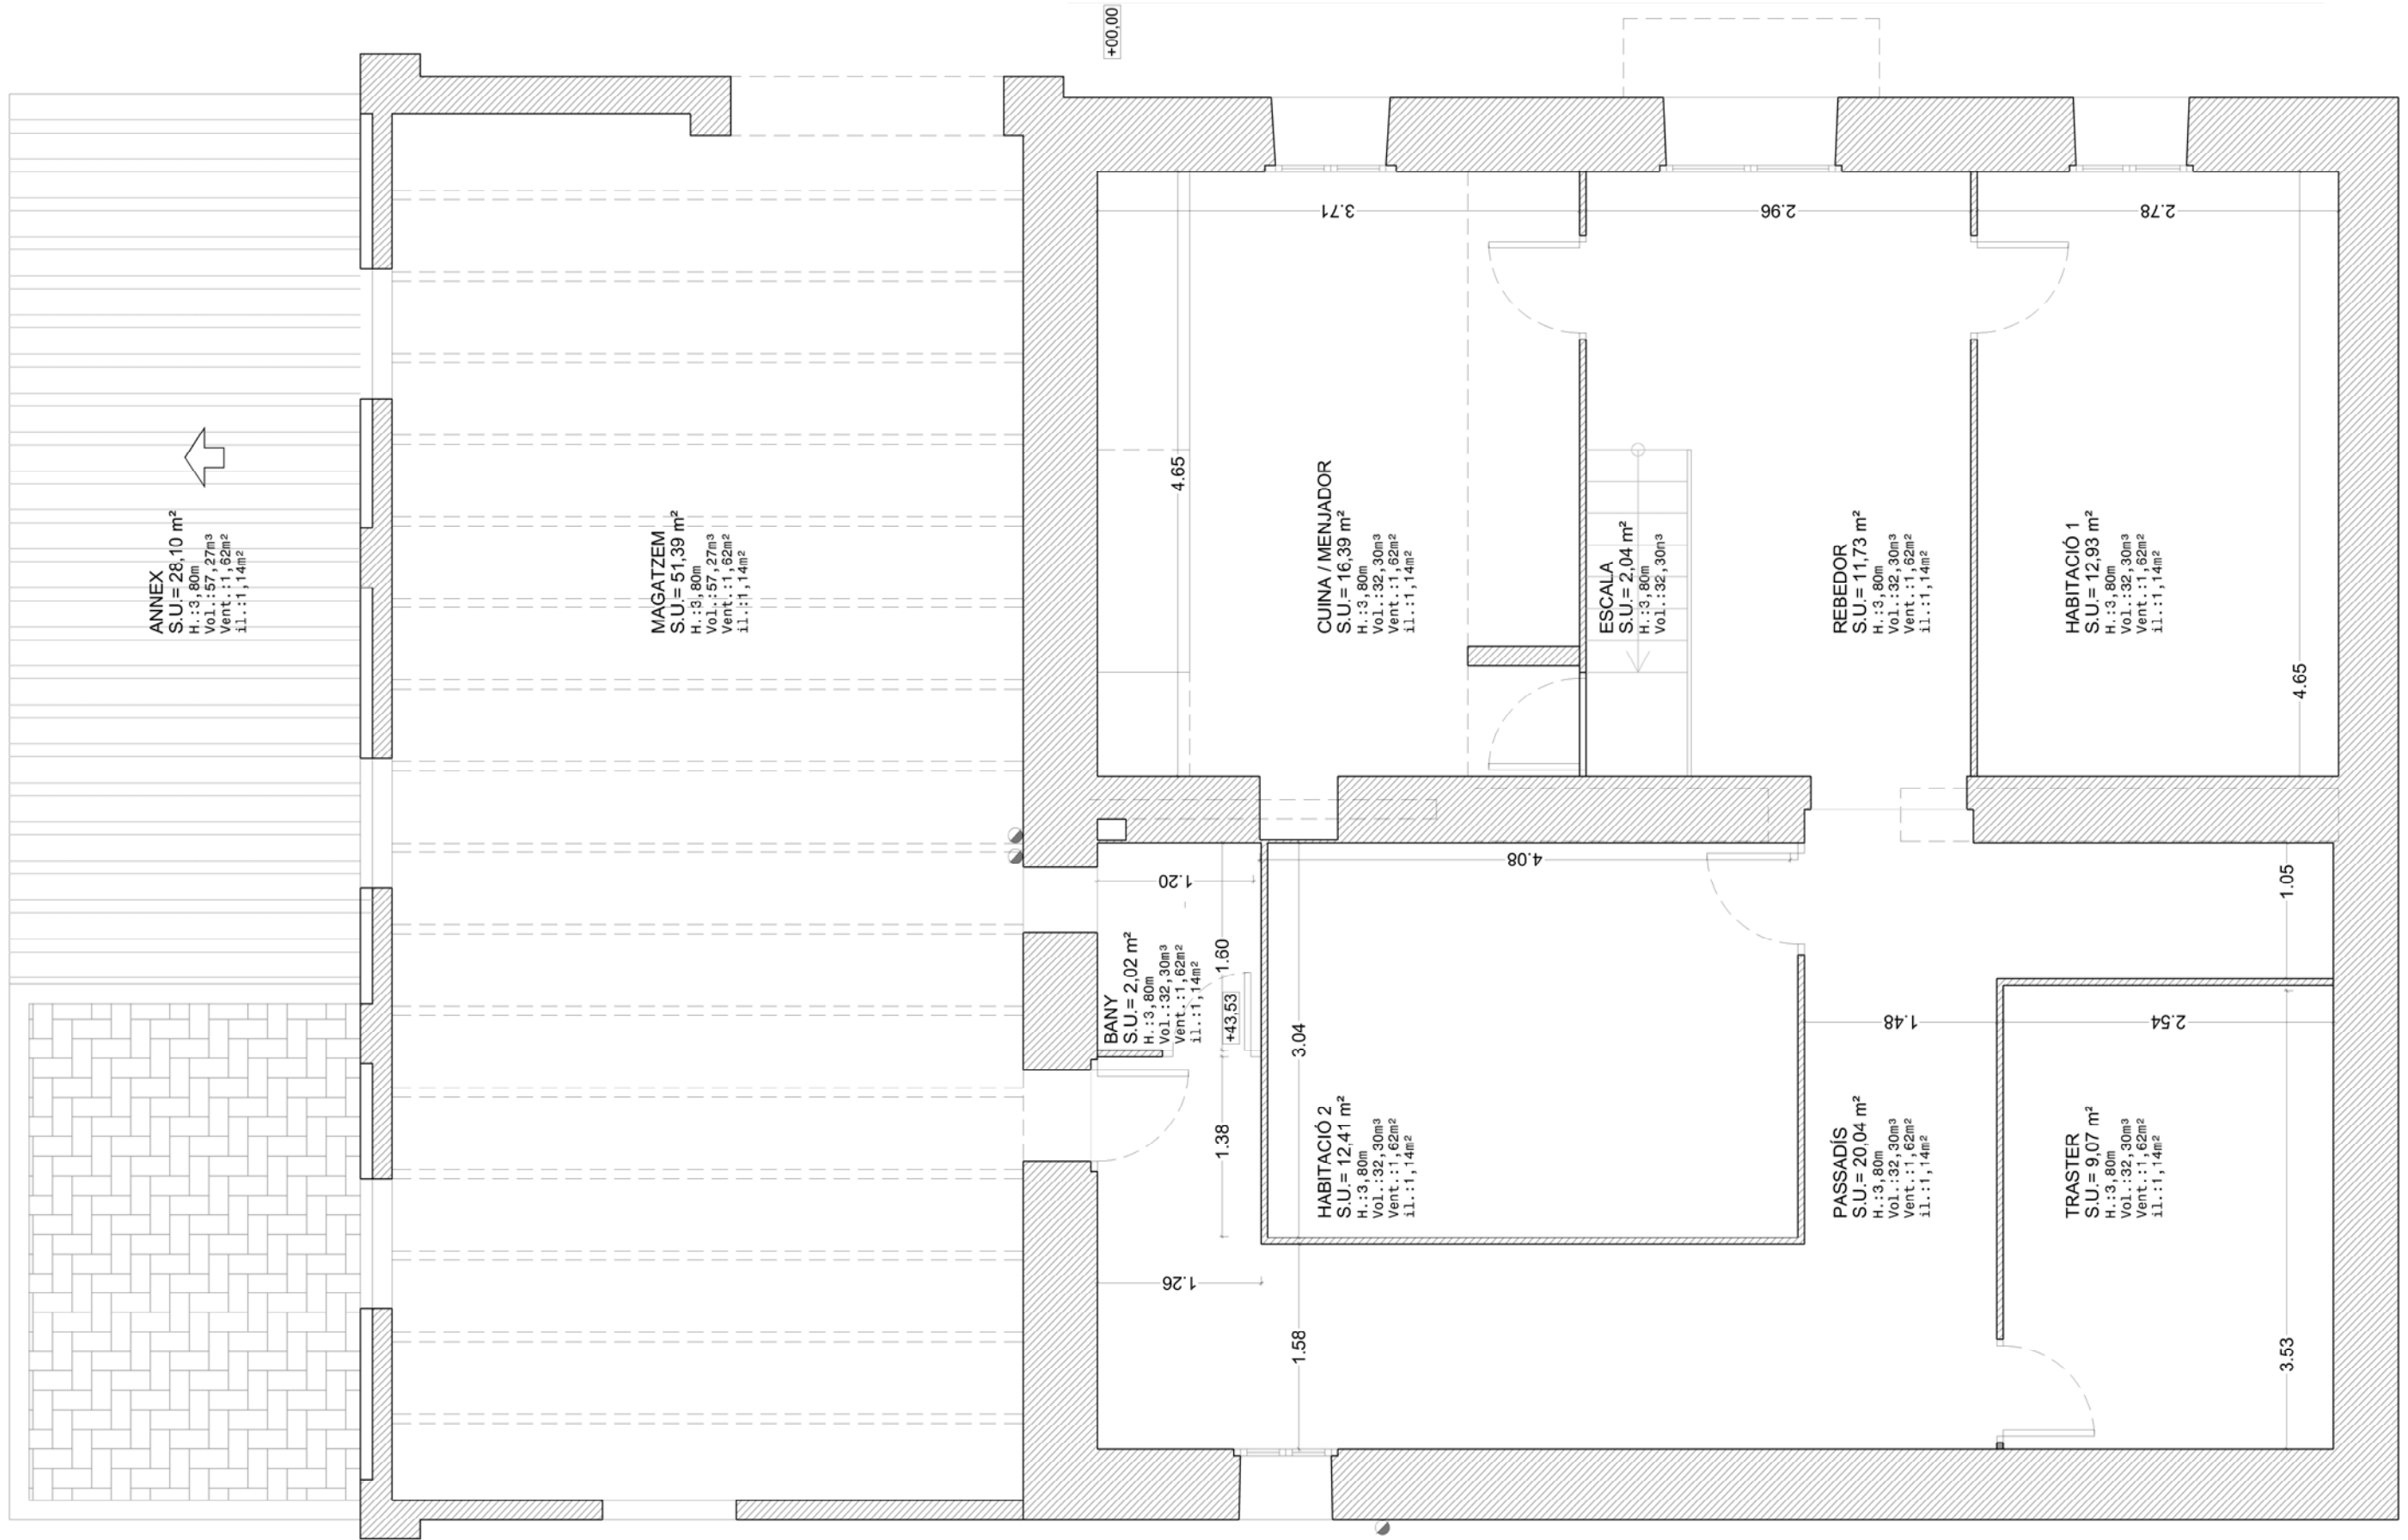 +00,00
ANNEX
S.U.= 28,10 m²
H.:3,80m
Vol.:57,27m³
Vent.:1,62m²
il.:1,14m²
MAGATZEM
S.U.= 51,39 m²
H.:3,80m
Vol.:57,27m³
Vent.:1,62m²
il.:1,14m²
CUINA / MENJADOR
S.U.= 16,39 m²
H.:3,80m
Vol.:32,30m³
Vent.:1,62m²
il.:1,14m²
ESCALA
S.U.= 2,04 m²
H.:3,80m
Vol.:32,30m³
REBEDOR
S.U.= 11,73 m²
H.:3,80m
Vol.:32,30m³
Vent.:1,62m²
il.:1,14m²
HABITACIÓ 1
S.U.= 12,93 m²
H.:3,80m
Vol.:32,30m³
Vent.:1,62m²
il.:1,14m²
3.71
2.96
2.78
4.65
4.65
BANY
S.U.= 2,02 m²
H.:3,80m
Vol.:32,30m³
Vent.:1,62m²
il.:1,14m²
+43,53
1.20
1.60
4.08
1.05
3.04
1.38
1.48
2.54
HABITACIÓ 2
S.U.= 12,41 m²
H.:3,80m
Vol.:32,30m³
Vent.:1,62m²
il.:1,14m²
PASSADÍS
S.U.= 20,04 m²
H.:3,80m
Vol.:32,30m³
Vent.:1,62m²
il.:1,14m²
TRASTER
S.U.= 9,07 m²
H.:3,80m
Vol.:32,30m³
Vent.:1,62m²
il.:1,14m²
1.26
1.58
3.53